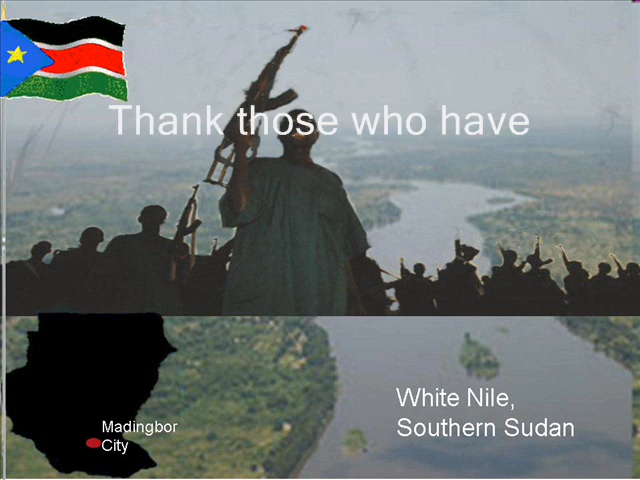 Thank those who have
White Nile,
Southern Sudan
Madingbor
City